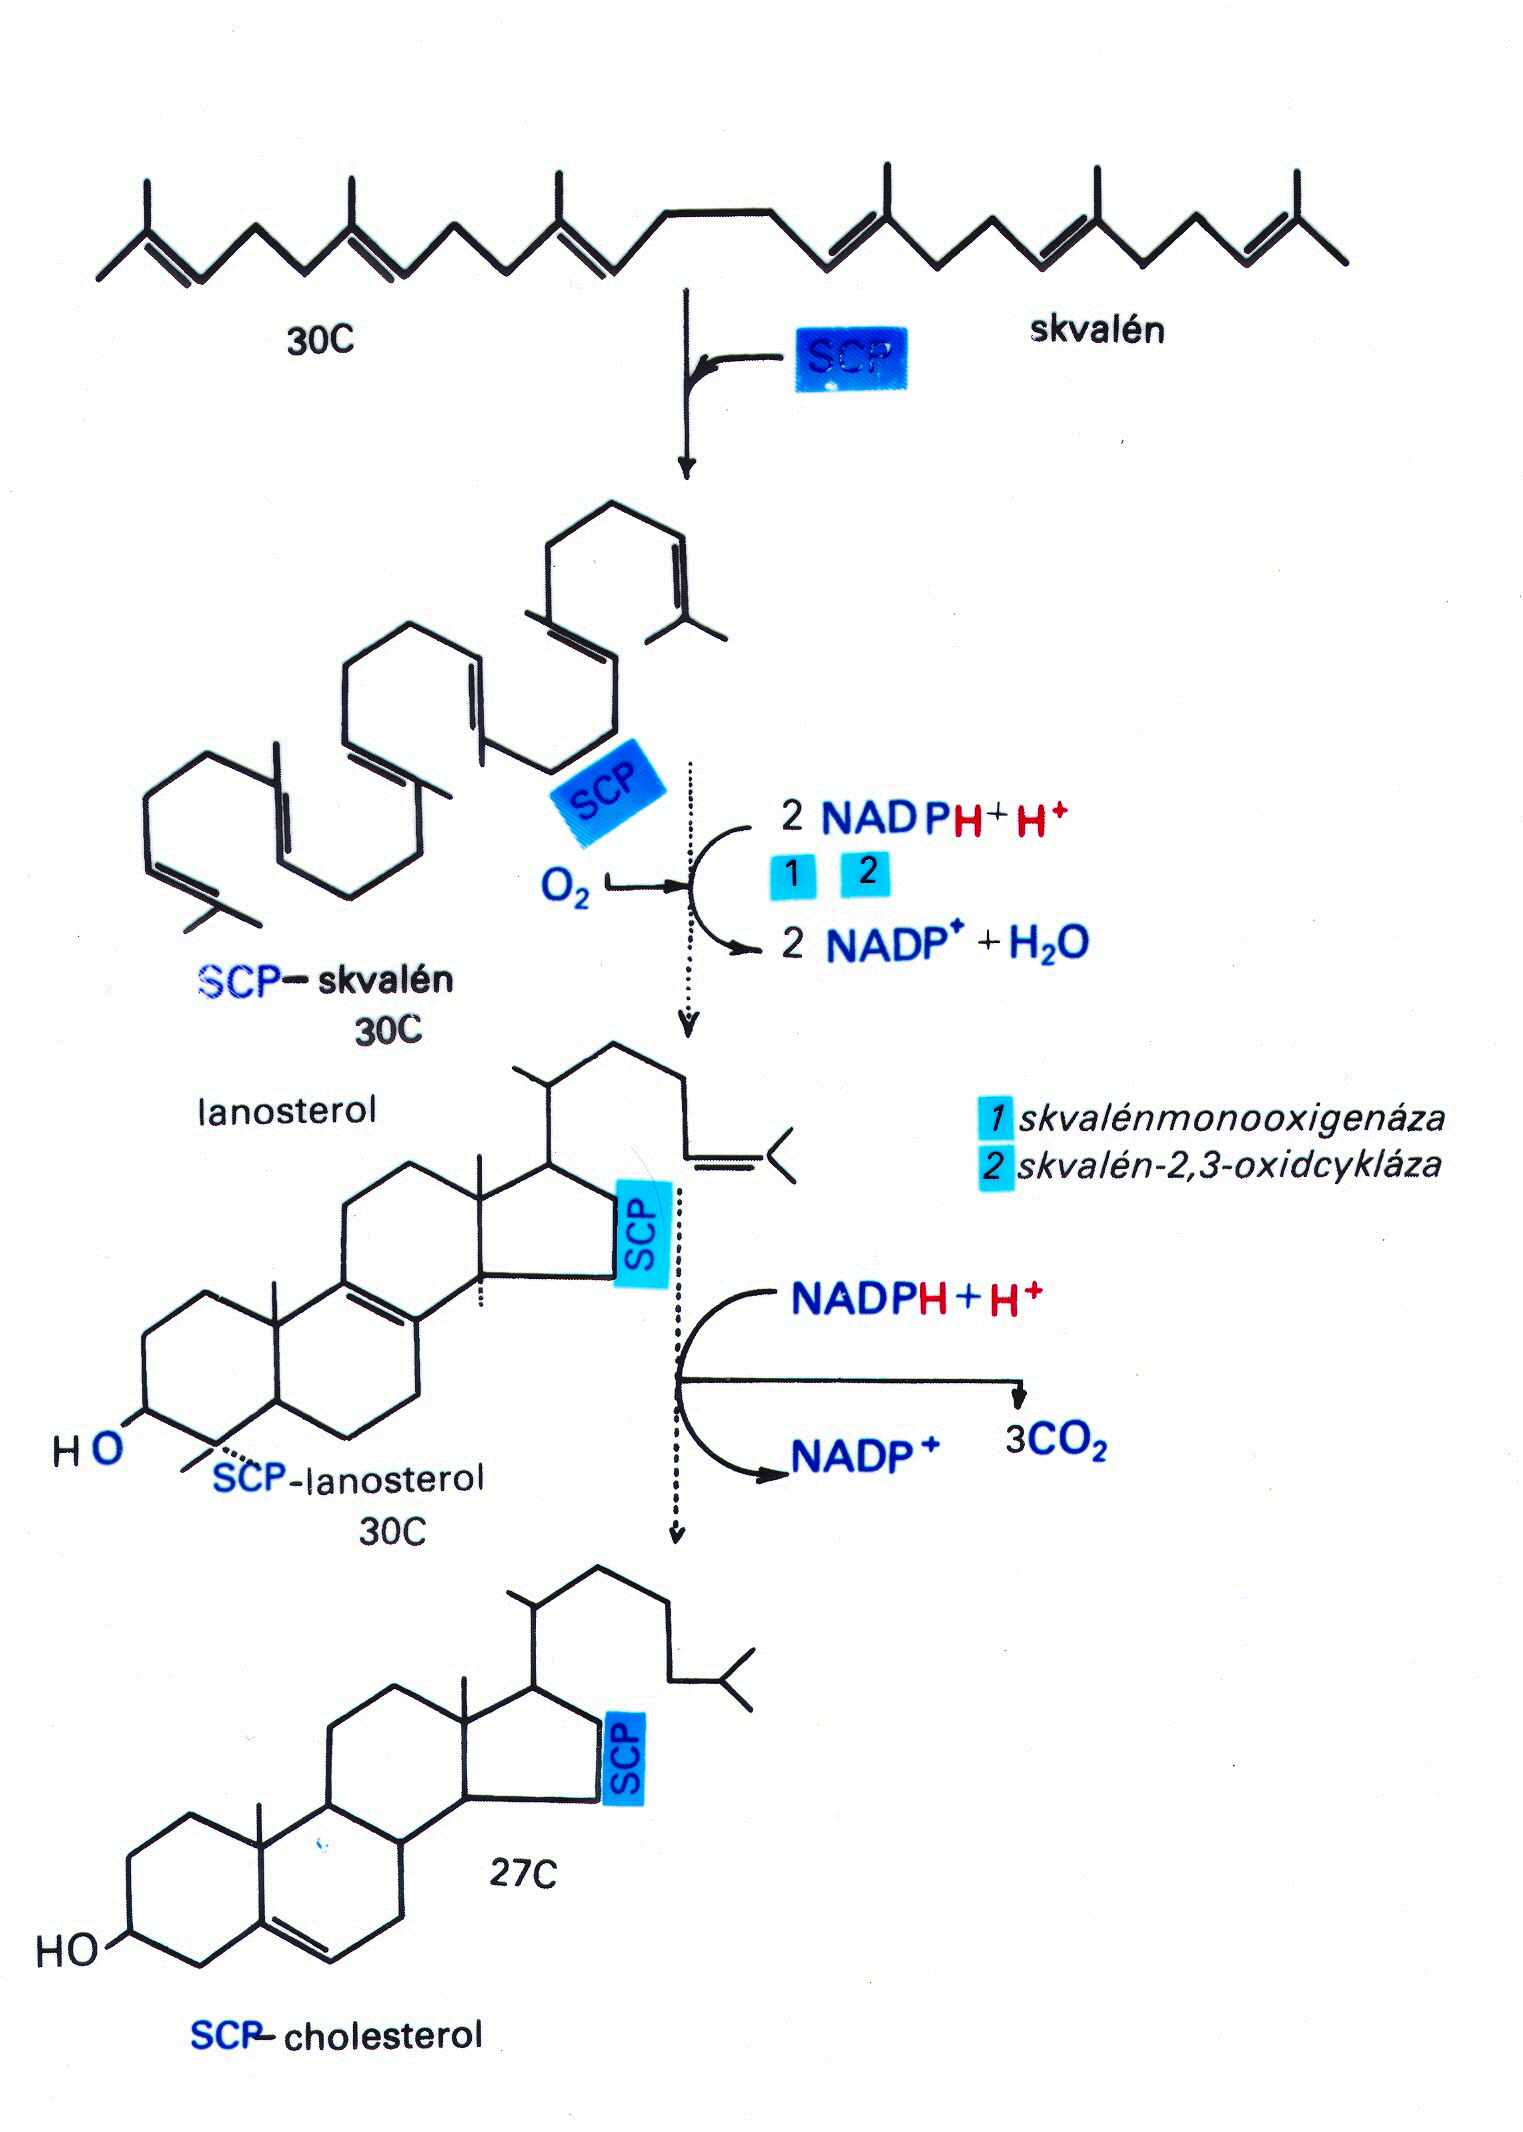 30C
skvalén
SCP
SCP
2 NADPH+H⁺
1 2
O₂
2 NADP⁺ + H₂O
SCP– skvalén
30C
lanosterol
1 skvalénmonooxigenáza
2 skvalén-2,3-oxidcykláza
SCP
NADPH + H⁺
3CO₂
HO
NADP⁺
SCP-lanosterol
30C
SCP
27C
HO
SCP– cholesterol